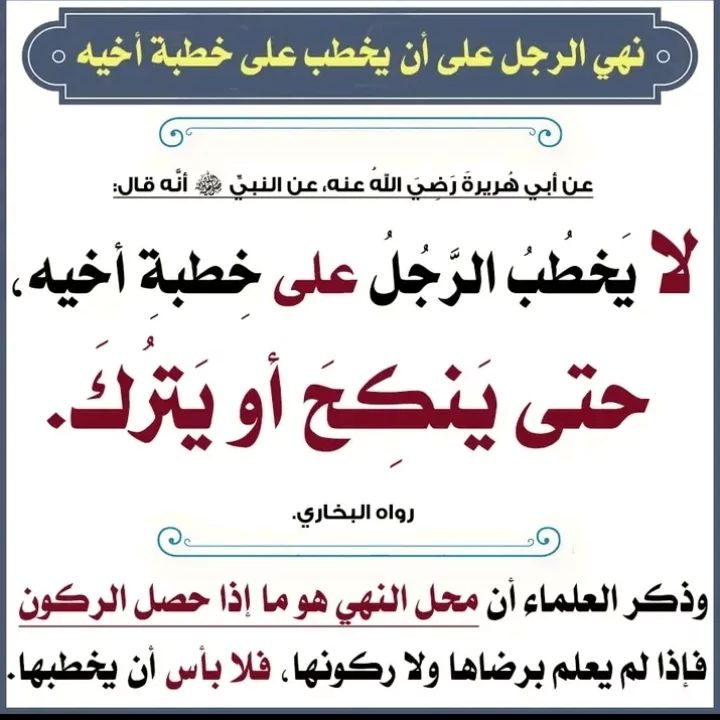 نهي الرجل على أن يخطب على خطبة أخيه
عن أبي هُريرةَ رَضِيَ اللهُ عنه، عن النبيِّ ﷺ أنَّه قال:
لا يَخطُبُ الرَّجُلُ على خِطبةِ أخيه،
حتى يَنكِحَ أو يَترُكَ.
رواه البخاري.
وذكر العلماء أن محل النهي هو ما إذا حصل الركون
فإذا لم يعلم برضاها ولا ركونها، فلا بأس أن يخطبها.